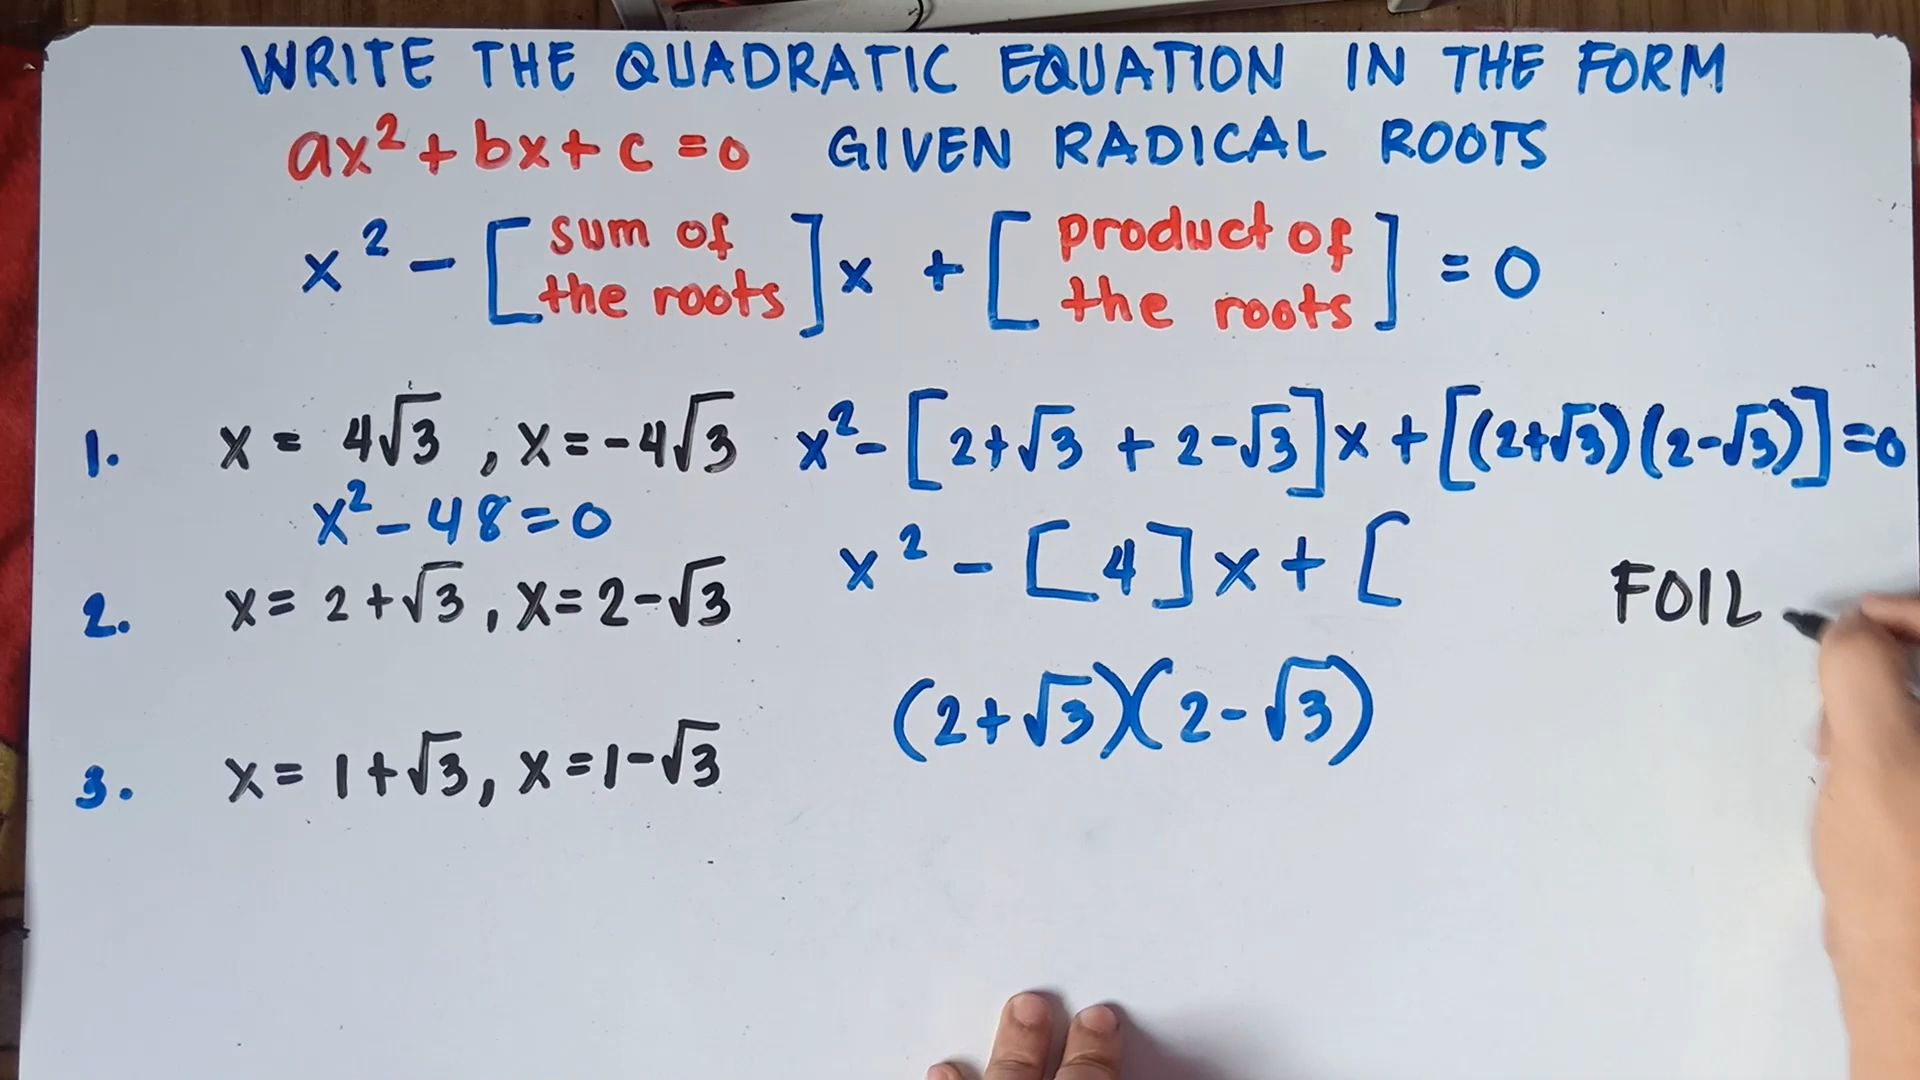 WRITE THE QUADRATIC EQUATION IN THE FORM
ax² + bx + c = 0 GIVEN RADICAL ROOTS
x² - [sum of the roots]x + [product of the roots] = 0
1. x = 4√3, x = -4√3
x² - 48 = 0
2. x = 2+√3, x = 2-√3
3. x = 1+√3, x = 1-√3
x² - [2+√3 + 2-√3]x + [(2+√3)(2-√3)] = 0
x² - [4]x + [
FOIL
(2+√3)(2-√3)